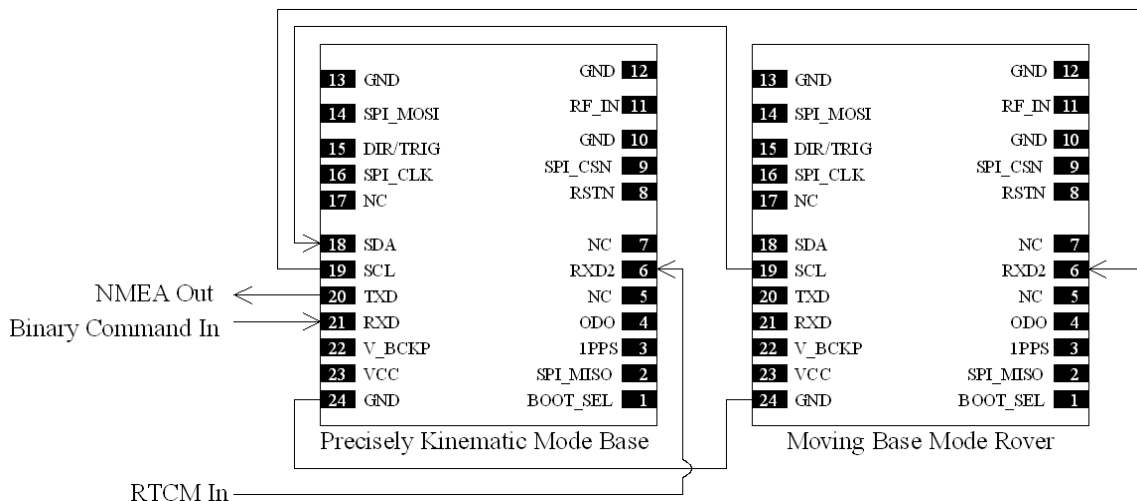 13 GND GND 12
14 SPI_MOSI RF_IN 11
15 DIR/TRIG GND 10
16 SPI_CLK SPI_CSN 9
17 NC RSTN 8
18 SDA NC 7
19 SCL RXD2 6
20 TXD NC 5
21 RXD ODO 4
22 V_BCKP 1PPS 3
23 VCC SPI_MISO 2
24 GND BOOT_SEL 1
Precisely Kinematic Mode Base
NMEA Out
Binary Command In
RTCM In
13 GND GND 12
14 SPI_MOSI RF_IN 11
15 DIR/TRIG GND 10
16 SPI_CLK SPI_CSN 9
17 NC RSTN 8
18 SDA NC 7
19 SCL RXD2 6
20 TXD NC 5
21 RXD ODO 4
22 V_BCKP 1PPS 3
23 VCC SPI_MISO 2
24 GND BOOT_SEL 1
Moving Base Mode Rover